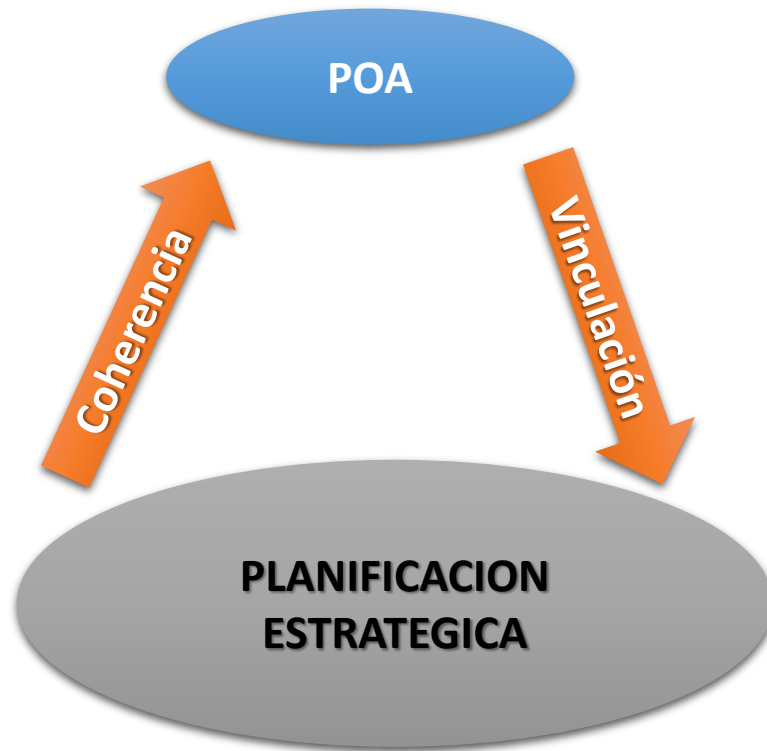 POA
Coherencia
Vinculación
PLANIFICACION
ESTRATEGICA